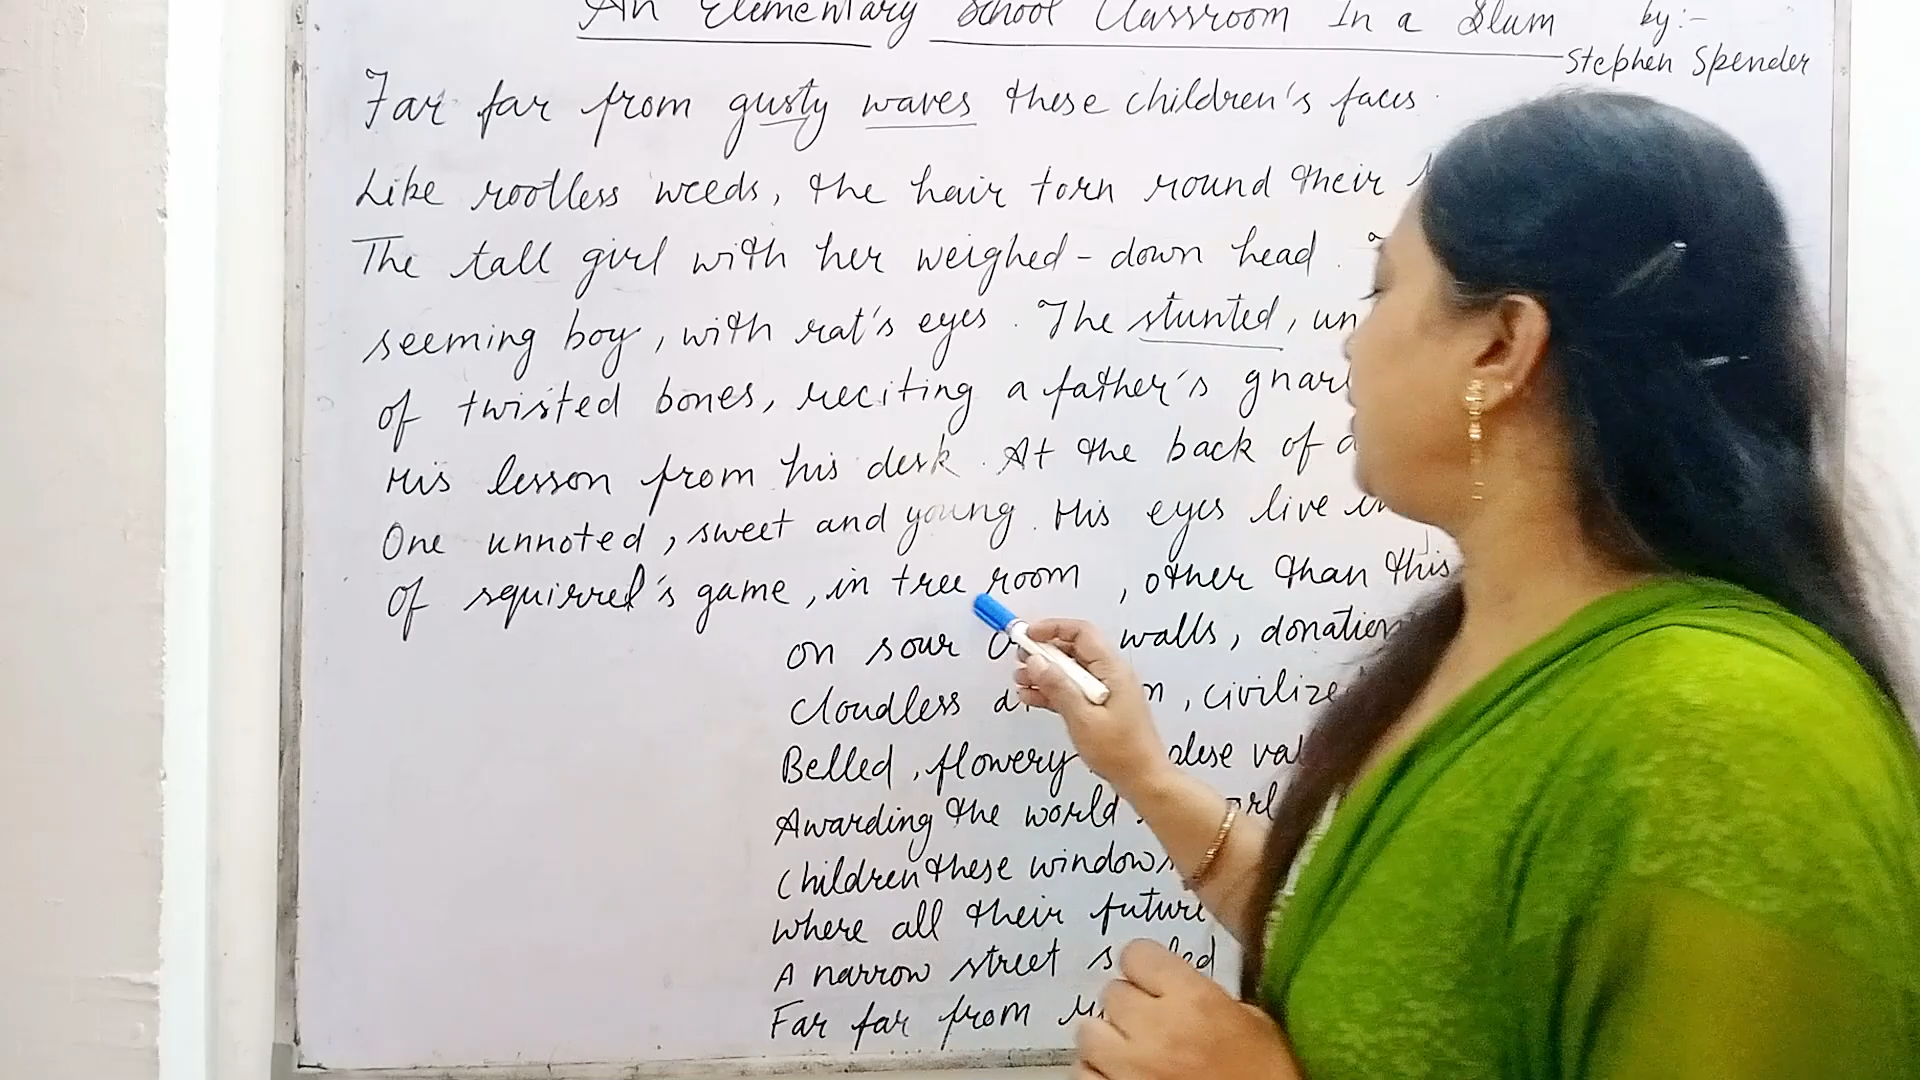 An Elementary School Classroom In a Slum by:-
Stephen Spender
Far far from gusty waves these children's faces
Like rootless weeds, the hair torn round their
The tall girl with her weighed - down head.
seeming boy, with rat's eyes. The stunted, un
of twisted bones, reciting a father's gnar
His lesson from his desk. At the back of
One unnoted, sweet and young. His eyes live in
Of squirrel's game, in tree room, other than this
on sour walls, donation
Cloudless civilize
Belled, flowery
Awarding the world
Children these windows
Where all their future
A narrow street
Far far from